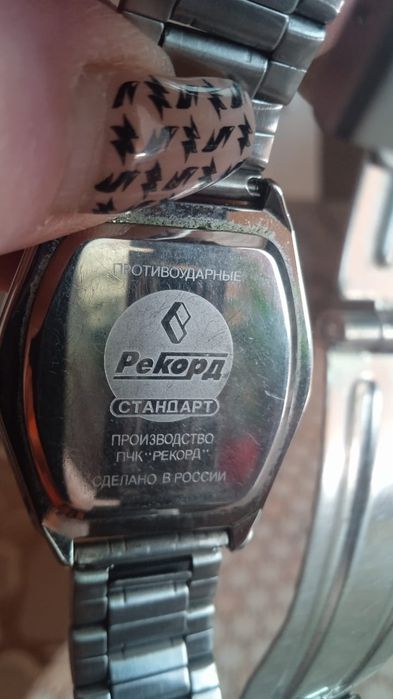 ПРОТИВОУДАРНЫЕ
Рекорд
СТАНДАРТ
ПРОИЗВОДСТВО
ПЧК "РЕКОРД"
СДЕЛАНО В РОССИИ